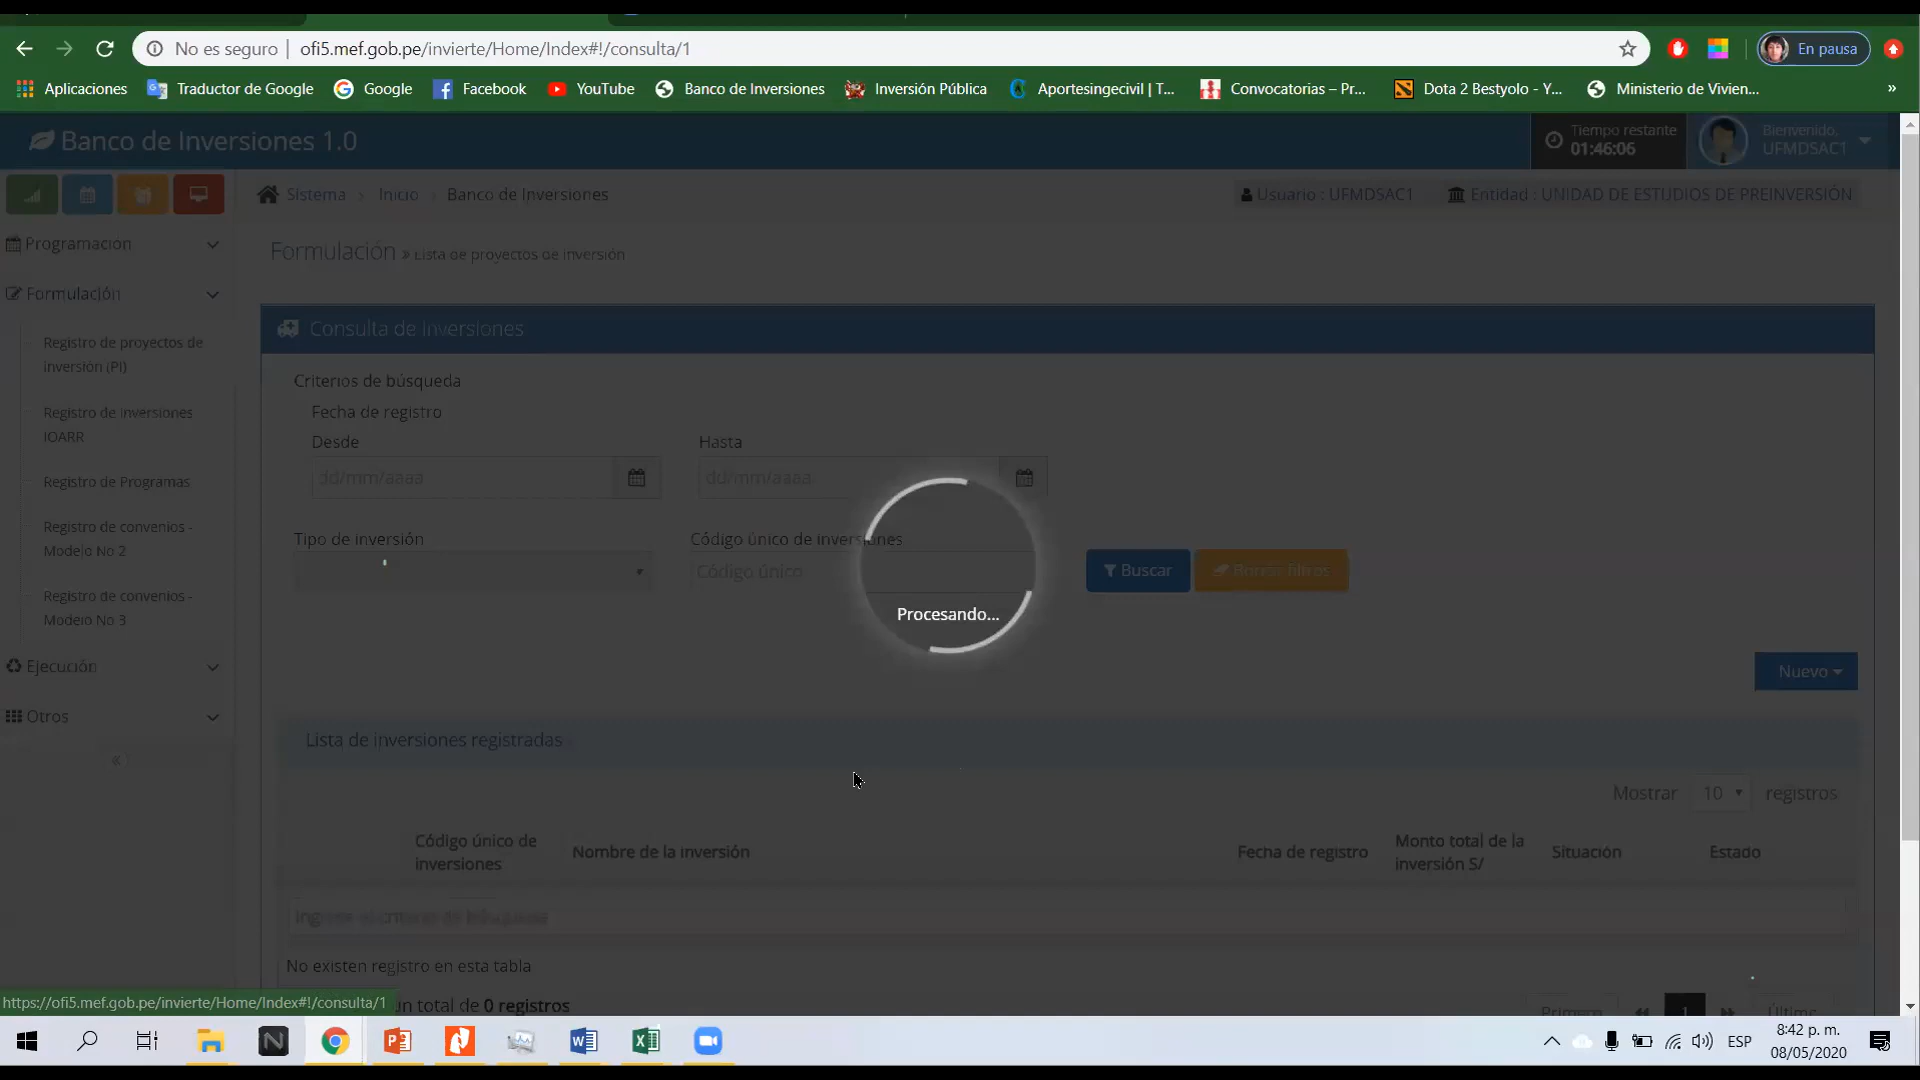 No es seguro | ofi5.mef.gob.pe/invierte/Home/Index#!/consulta/1
En pausa
Aplicaciones Traductor de Google Google Facebook YouTube Banco de Inversiones Inversión Pública Aportesingecivil | T... Convocatorias – Pr... Dota 2 Bestyolo - Y... Ministerio de Vivien... »
Banco de Inversiones 1.0
Tiempo restante
01:46:06
Bienvenido,
UFMDSAC1
Sistema > Inicio > Banco de Inversiones
Usuario : UFMDSAC1 Entidad : UNIDAD DE ESTUDIOS DE PREINVERSIÓN
Programación
Formulación
Registro de proyectos de
inversión (PI)
Registro de inversiones
IOARR
Registro de Programas
Registro de convenios -
Modelo No 2
Registro de convenios -
Modelo No 3
Ejecución
Otros
«
Formulación » Lista de proyectos de inversión
Consulta de inversiones
Criterios de búsqueda
Fecha de registro
Desde Hasta
dd/mm/aaaa dd/mm/aaaa
Tipo de inversión Código único de inversiones
Código único
Buscar Borrar filtros
Procesando...
Nuevo
Lista de inversiones registradas
Mostrar 10 registros
Código único de
inversiones
Nombre de la inversión
Fecha de registro
Monto total de la
inversión S/
Situación
Estado
No existen registro en esta tabla
un total de 0 registros
Primero 1 Último
https://ofi5.mef.gob.pe/invierte/Home/Index#!/consulta/1
ESP
8:42 p. m.
08/05/2020